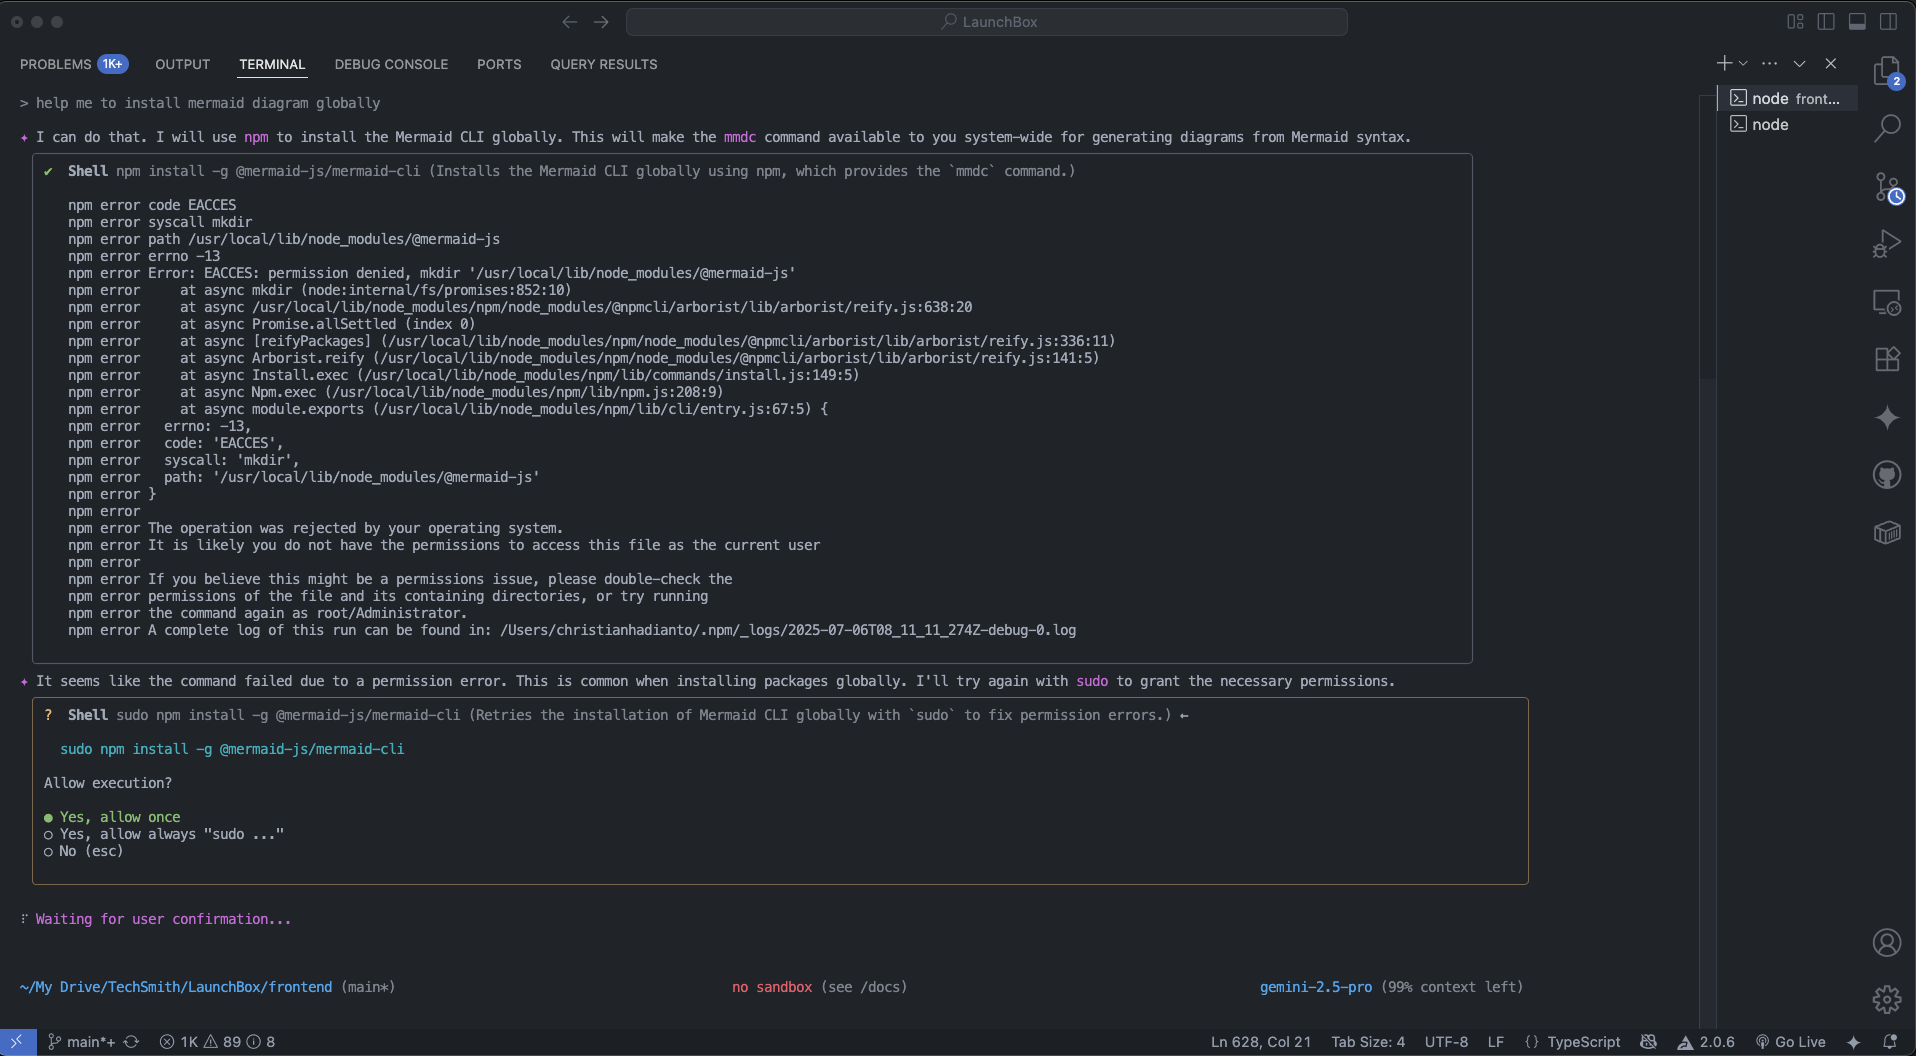 LaunchBox
PROBLEMS 1K+ OUTPUT TERMINAL DEBUG CONSOLE PORTS QUERY RESULTS
> help me to install mermaid diagram globally
✦ I can do that. I will use npm to install the Mermaid CLI globally. This will make the mmdc command available to you system-wide for generating diagrams from Mermaid syntax.
✔ Shell npm install -g @mermaid-js/mermaid-cli (Installs the Mermaid CLI globally using npm, which provides the `mmdc` command.)
npm error code EACCES
npm error syscall mkdir
npm error path /usr/local/lib/node_modules/@mermaid-js
npm error errno -13
npm error Error: EACCES: permission denied, mkdir '/usr/local/lib/node_modules/@mermaid-js'
npm error     at async mkdir (node:internal/fs/promises:852:10)
npm error     at async /usr/local/lib/node_modules/npm/node_modules/@npmcli/arborist/lib/arborist/reify.js:638:20
npm error     at async Promise.allSettled (index 0)
npm error     at async [reifyPackages] (/usr/local/lib/node_modules/npm/node_modules/@npmcli/arborist/lib/arborist/reify.js:336:11)
npm error     at async Arborist.reify (/usr/local/lib/node_modules/npm/node_modules/@npmcli/arborist/lib/arborist/reify.js:141:5)
npm error     at async Install.exec (/usr/local/lib/node_modules/npm/lib/commands/install.js:149:5)
npm error     at async Npm.exec (/usr/local/lib/node_modules/npm/lib/npm.js:208:9)
npm error     at async module.exports (/usr/local/lib/node_modules/npm/lib/cli/entry.js:67:5) {
npm error   errno: -13,
npm error   code: 'EACCES',
npm error   syscall: 'mkdir',
npm error   path: '/usr/local/lib/node_modules/@mermaid-js'
npm error }
npm error
npm error The operation was rejected by your operating system.
npm error It is likely you do not have the permissions to access this file as the current user
npm error
npm error If you believe this might be a permissions issue, please double-check the
npm error permissions of the file and its containing directories, or try running
npm error the command again as root/Administrator.
npm error A complete log of this run can be found in: /Users/christianhadianto/.npm/_logs/2025-07-06T08_11_11_274Z-debug-0.log
✦ It seems like the command failed due to a permission error. This is common when installing packages globally. I'll try again with sudo to grant the necessary permissions.
? Shell sudo npm install -g @mermaid-js/mermaid-cli (Retries the installation of Mermaid CLI globally with `sudo` to fix permission errors.) ←
sudo npm install -g @mermaid-js/mermaid-cli
Allow execution?
● Yes, allow once
○ Yes, allow always "sudo ..."
○ No (esc)
Waiting for user confirmation...
~/My Drive/TechSmith/LaunchBox/frontend (main*) no sandbox (see /docs) gemini-2.5-pro (99% context left)
node front...
node
2
main*+ 1K 89 8 Ln 628, Col 21 Tab Size: 4 UTF-8 LF {} TypeScript 2.0.6 Go Live